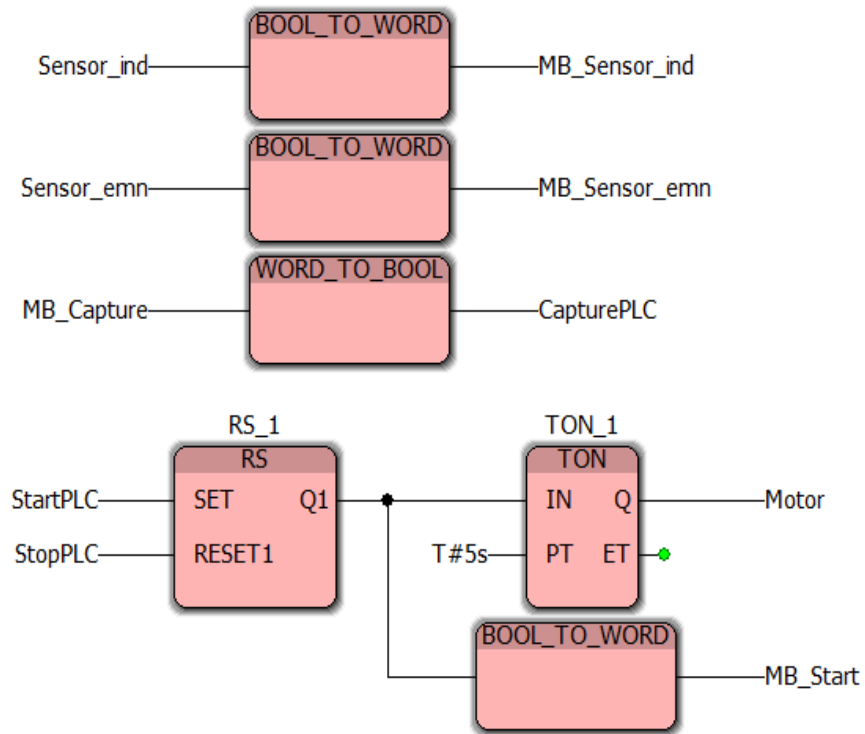 BOOL_TO_WORD
Sensor_ind MB_Sensor_ind
BOOL_TO_WORD
Sensor_emn MB_Sensor_emn
WORD_TO_BOOL
MB_Capture CapturePLC
RS_1 TON_1
RS TON
StartPLC SET Q1 IN Q Motor
StopPLC RESET1 T#5s PT ET
BOOL_TO_WORD
MB_Start